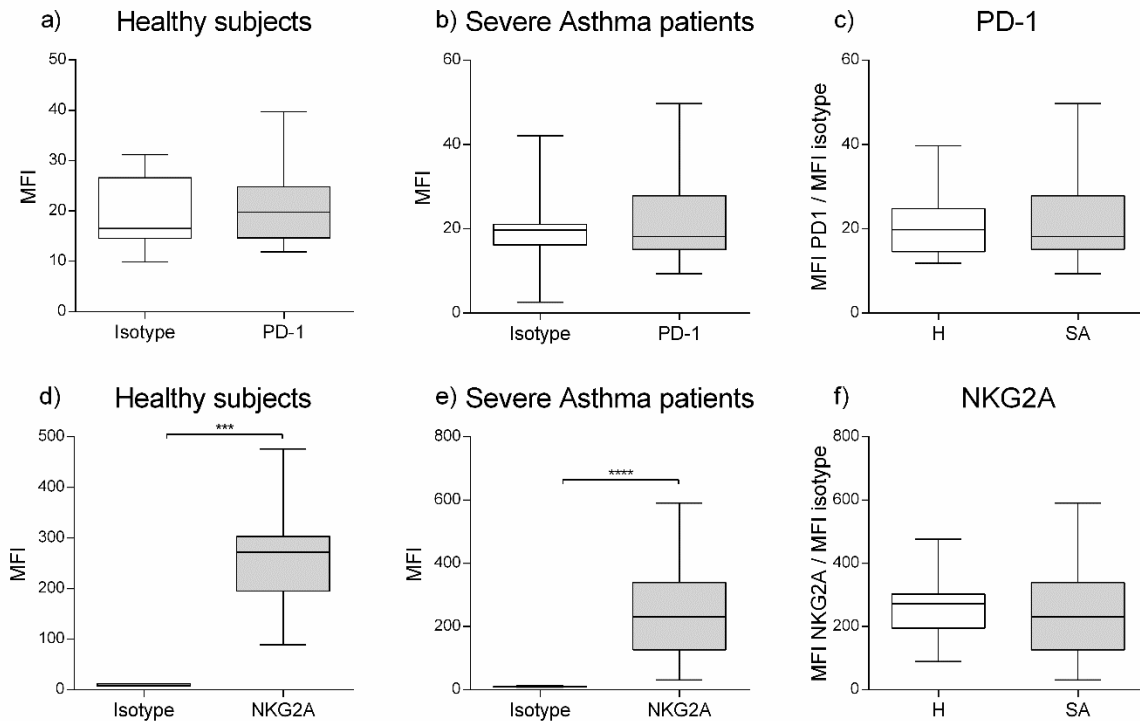 a) Healthy subjects
50
40
30
20
10
0
MFI
Isotype
PD-1
b) Severe Asthma patients
60
40
20
0
MFI
Isotype
PD-1
c) PD-1
60
40
20
0
MFI PD1 / MFI isotype
H
SA
d) Healthy subjects
500
400
300
200
100
0
MFI
***
Isotype
NKG2A
e) Severe Asthma patients
800
600
400
200
0
MFI
****
Isotype
NKG2A
f) NKG2A
800
600
400
200
0
MFI NKG2A / MFI isotype
H
SA